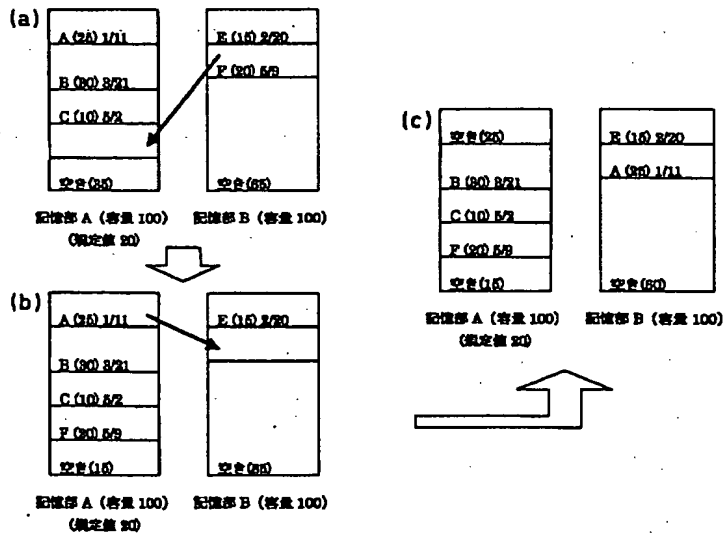 (a)
A (25) 1/11
B (30) 3/21
C (10) 5/2
空き(35)
記憶部 A (容量 100)
(規定値 20)
E (15) 2/20
F (20) 5/9
空き(65)
記憶部 B (容量 100)
(b)
A (25) 1/11
B (30) 3/21
C (10) 5/2
F (20) 5/9
空き(15)
記憶部 A (容量 100)
(規定値 20)
E (15) 2/20
空き(85)
記憶部 B (容量 100)
(c)
空き(25)
B (30) 3/21
C (10) 5/2
F (20) 5/9
空き(15)
記憶部 A (容量 100)
(規定値 20)
E (15) 2/20
A (25) 1/11
空き(60)
記憶部 B (容量 100)